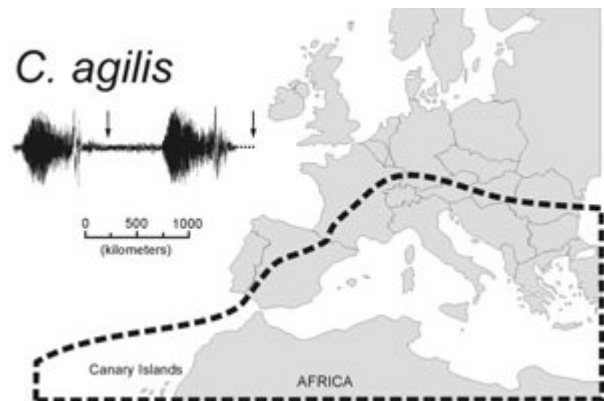 C. agilis
0 500 1000
(kilometers)
Canary Islands
AFRICA